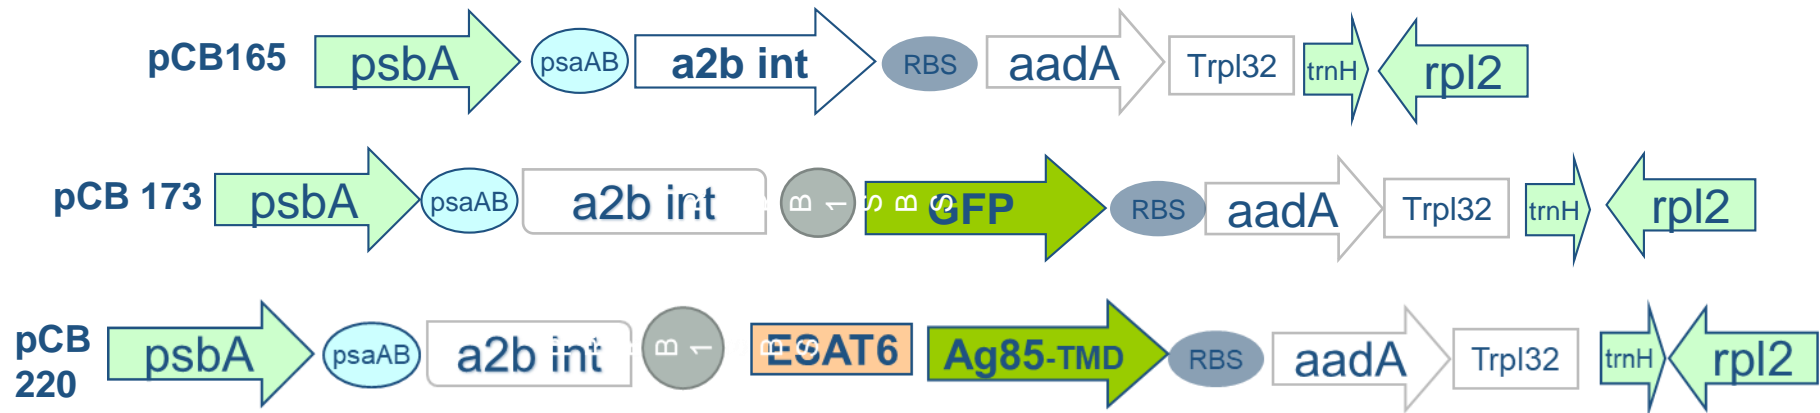 pCB165 psbA psaAB a2b int RBS aadA Trpl32 trnH rpl2
pCB 173 psbA psaAB a2b int GFP RBS aadA Trpl32 trnH rpl2
pCB 220 psbA psaAB a2b int ESAT6 Ag85-TMD RBS aadA Trpl32 trnH rpl2